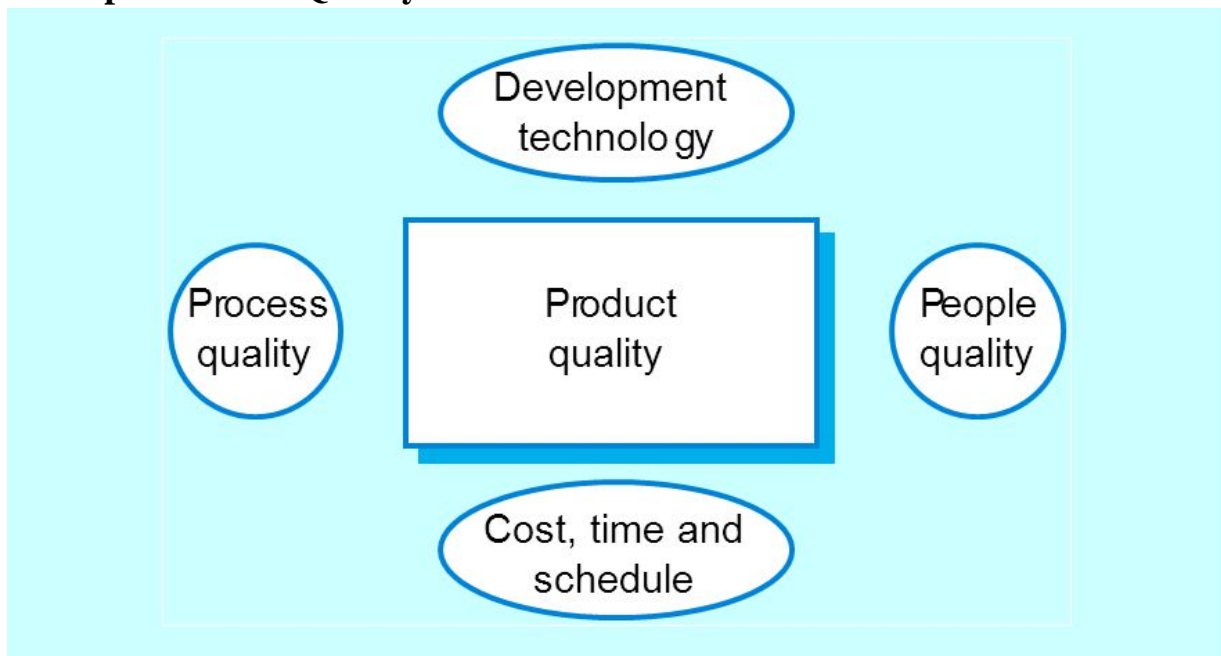 Development
technology
Process
quality
Product
quality
People
quality
Cost, time and
schedule